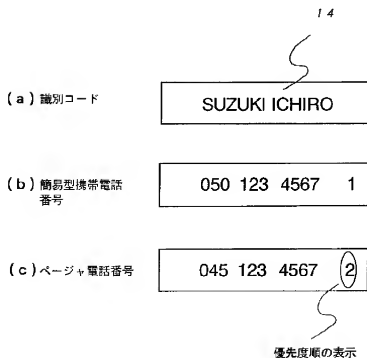 14
(a) 識別コード
SUZUKI ICHIRO
(b) 簡易型携帯電話
番号
050 123 4567 1
(c) ページャ電話番号
045 123 4567 2
優先度順の表示